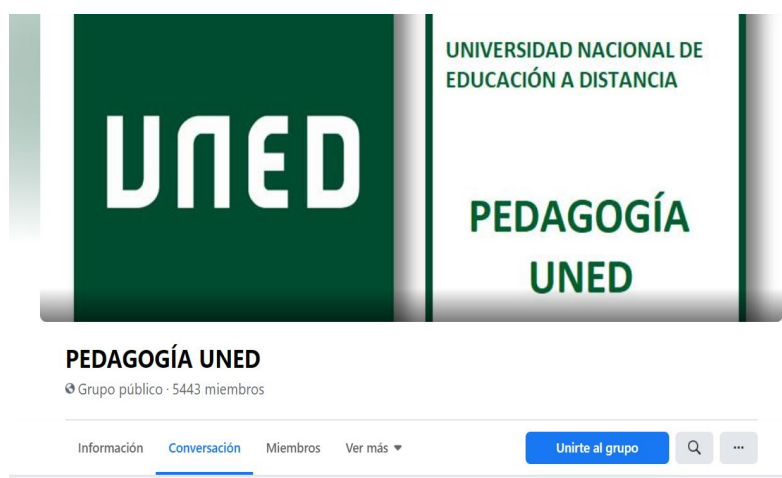 UNED
UNIVERSIDAD NACIONAL DE
EDUCACIÓN A DISTANCIA
PEDAGOGÍA
UNED
PEDAGOGÍA UNED
Grupo público · 5443 miembros
Información Conversación Miembros Ver más Unirte al grupo